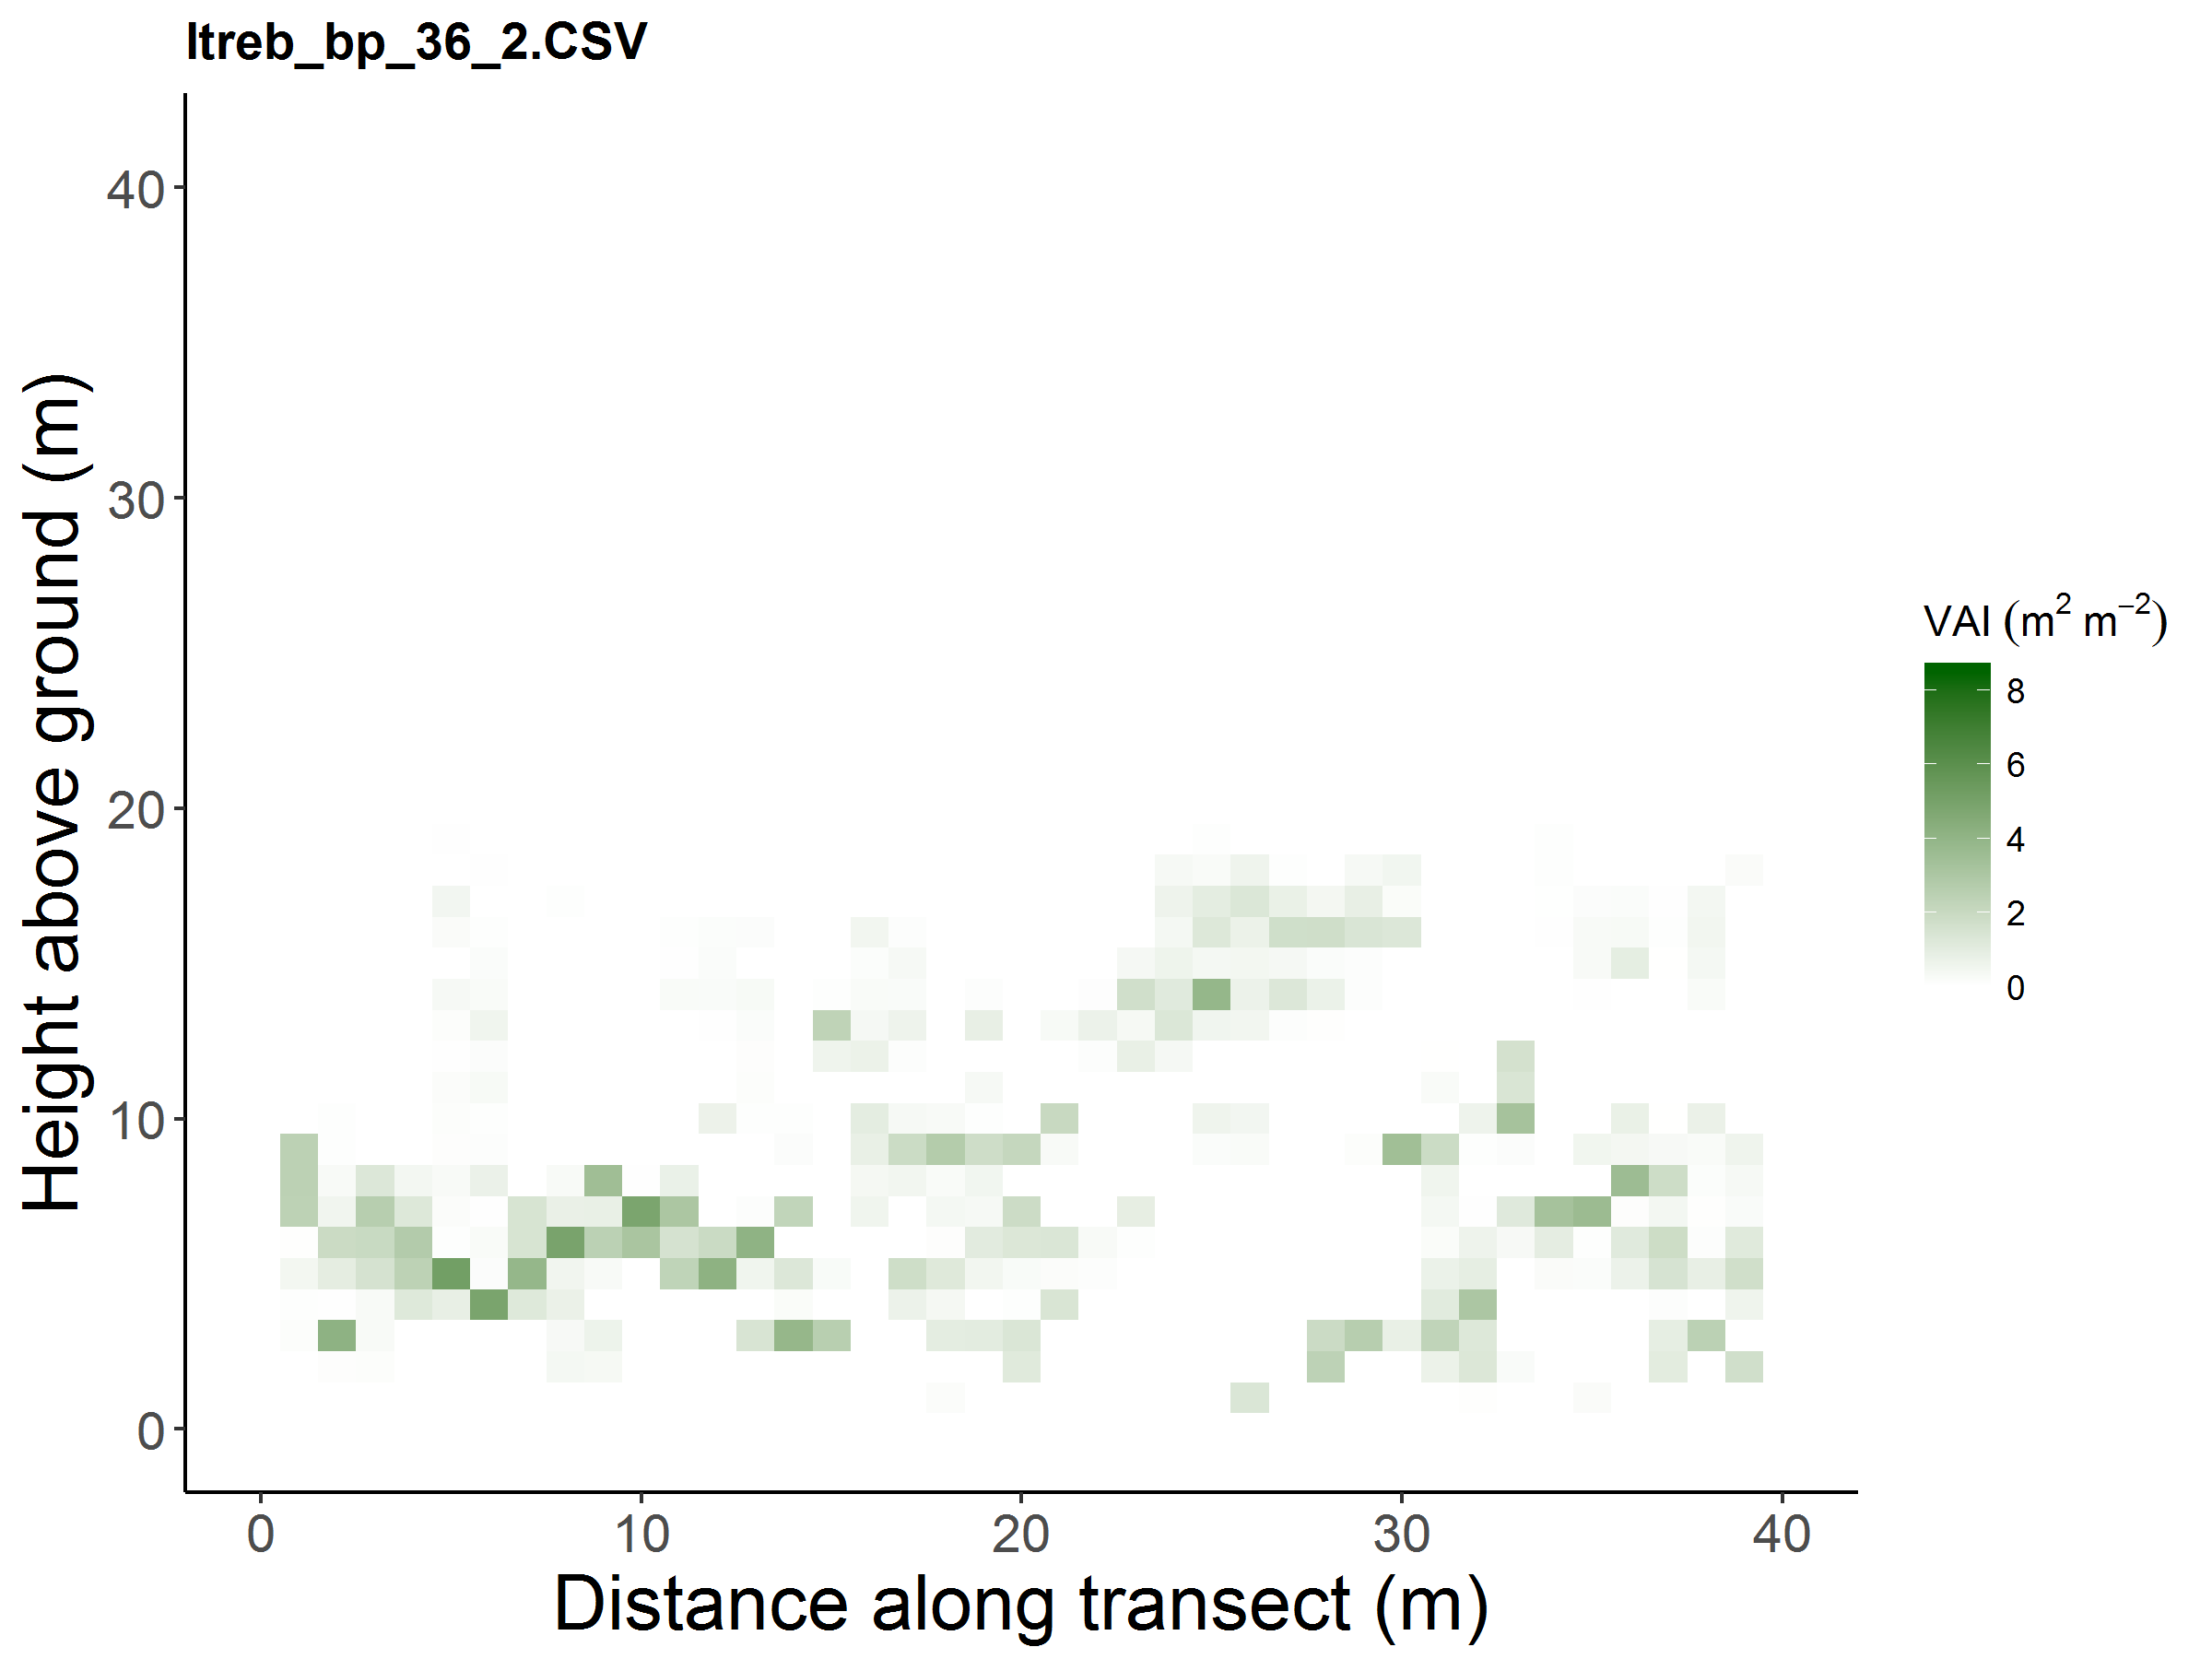 ltreb_bp_36_2.CSV
Height above ground (m)
40
30
20
10
0
0 10 20 30 40
Distance along transect (m)
VAI (m² m⁻²)
8
6
4
2
0